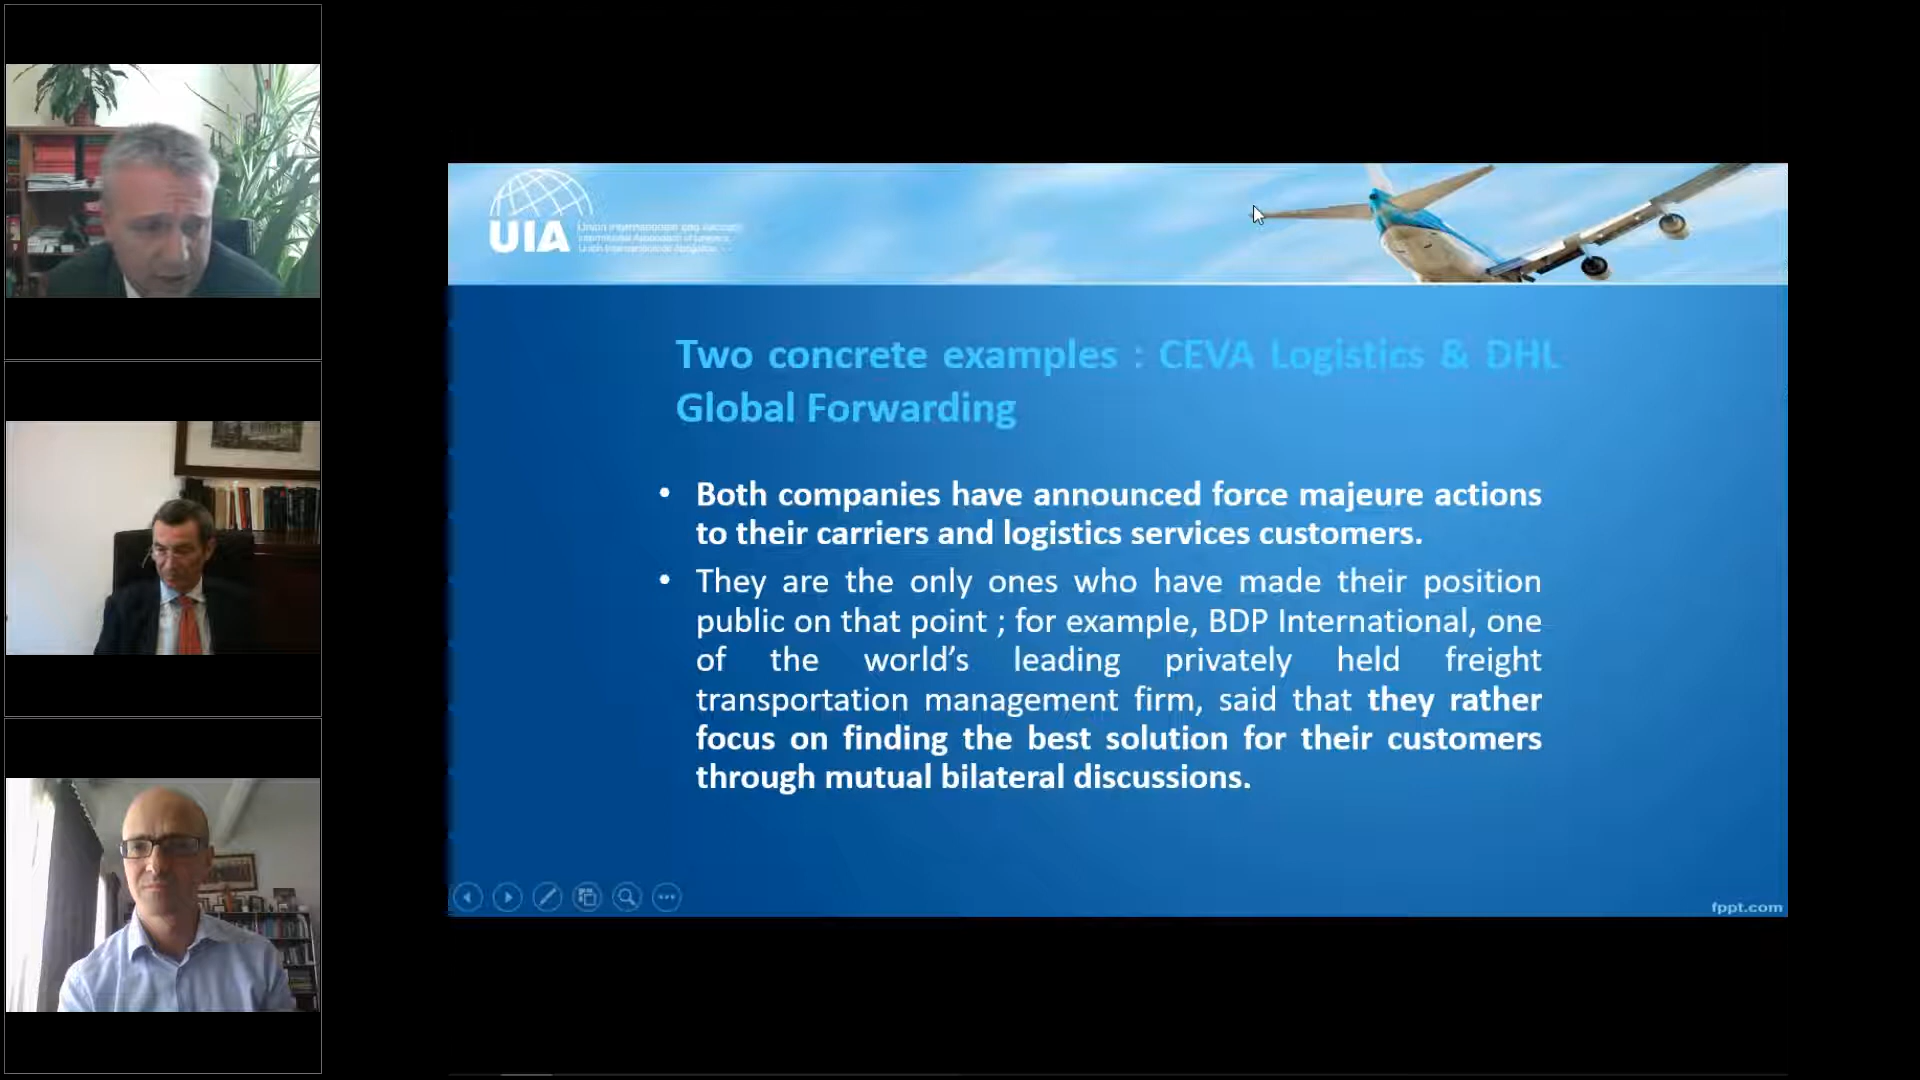 UIA
Two concrete examples : CEVA Logistics & DHL
Global Forwarding
• Both companies have announced force majeure actions
to their carriers and logistics services customers.
• They are the only ones who have made their position
public on that point ; for example, BDP International, one
of the world’s leading privately held freight
transportation management firm, said that they rather
focus on finding the best solution for their customers
through mutual bilateral discussions.
fppt.com